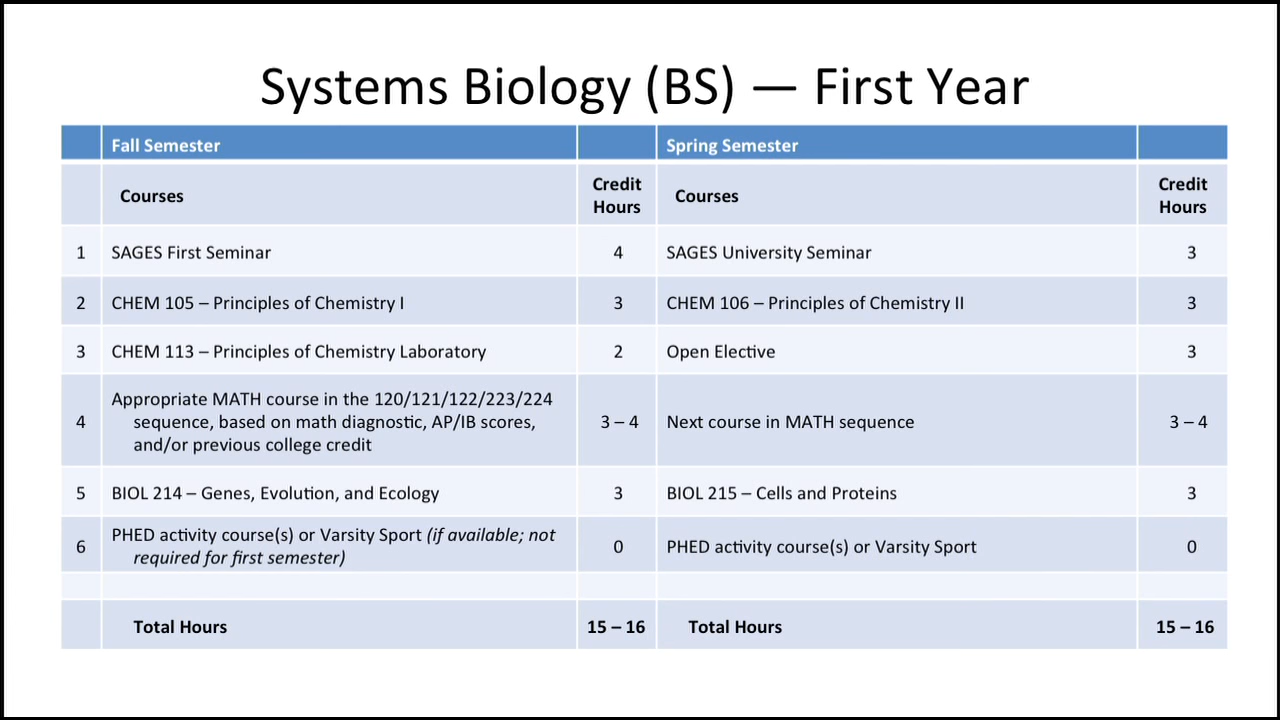 Systems Biology (BS) — First Year
Fall Semester Spring Semester
Courses Credit Hours Courses Credit Hours
1 SAGES First Seminar 4 SAGES University Seminar 3
2 CHEM 105 – Principles of Chemistry I 3 CHEM 106 – Principles of Chemistry II 3
3 CHEM 113 – Principles of Chemistry Laboratory 2 Open Elective 3
Appropriate MATH course in the 120/121/122/223/224
4 sequence, based on math diagnostic, AP/IB scores, 3 – 4 Next course in MATH sequence 3 – 4
and/or previous college credit
5 BIOL 214 – Genes, Evolution, and Ecology 3 BIOL 215 – Cells and Proteins 3
6 PHED activity course(s) or Varsity Sport (if available; not
required for first semester) 0 PHED activity course(s) or Varsity Sport 0
Total Hours 15 – 16 Total Hours 15 – 16